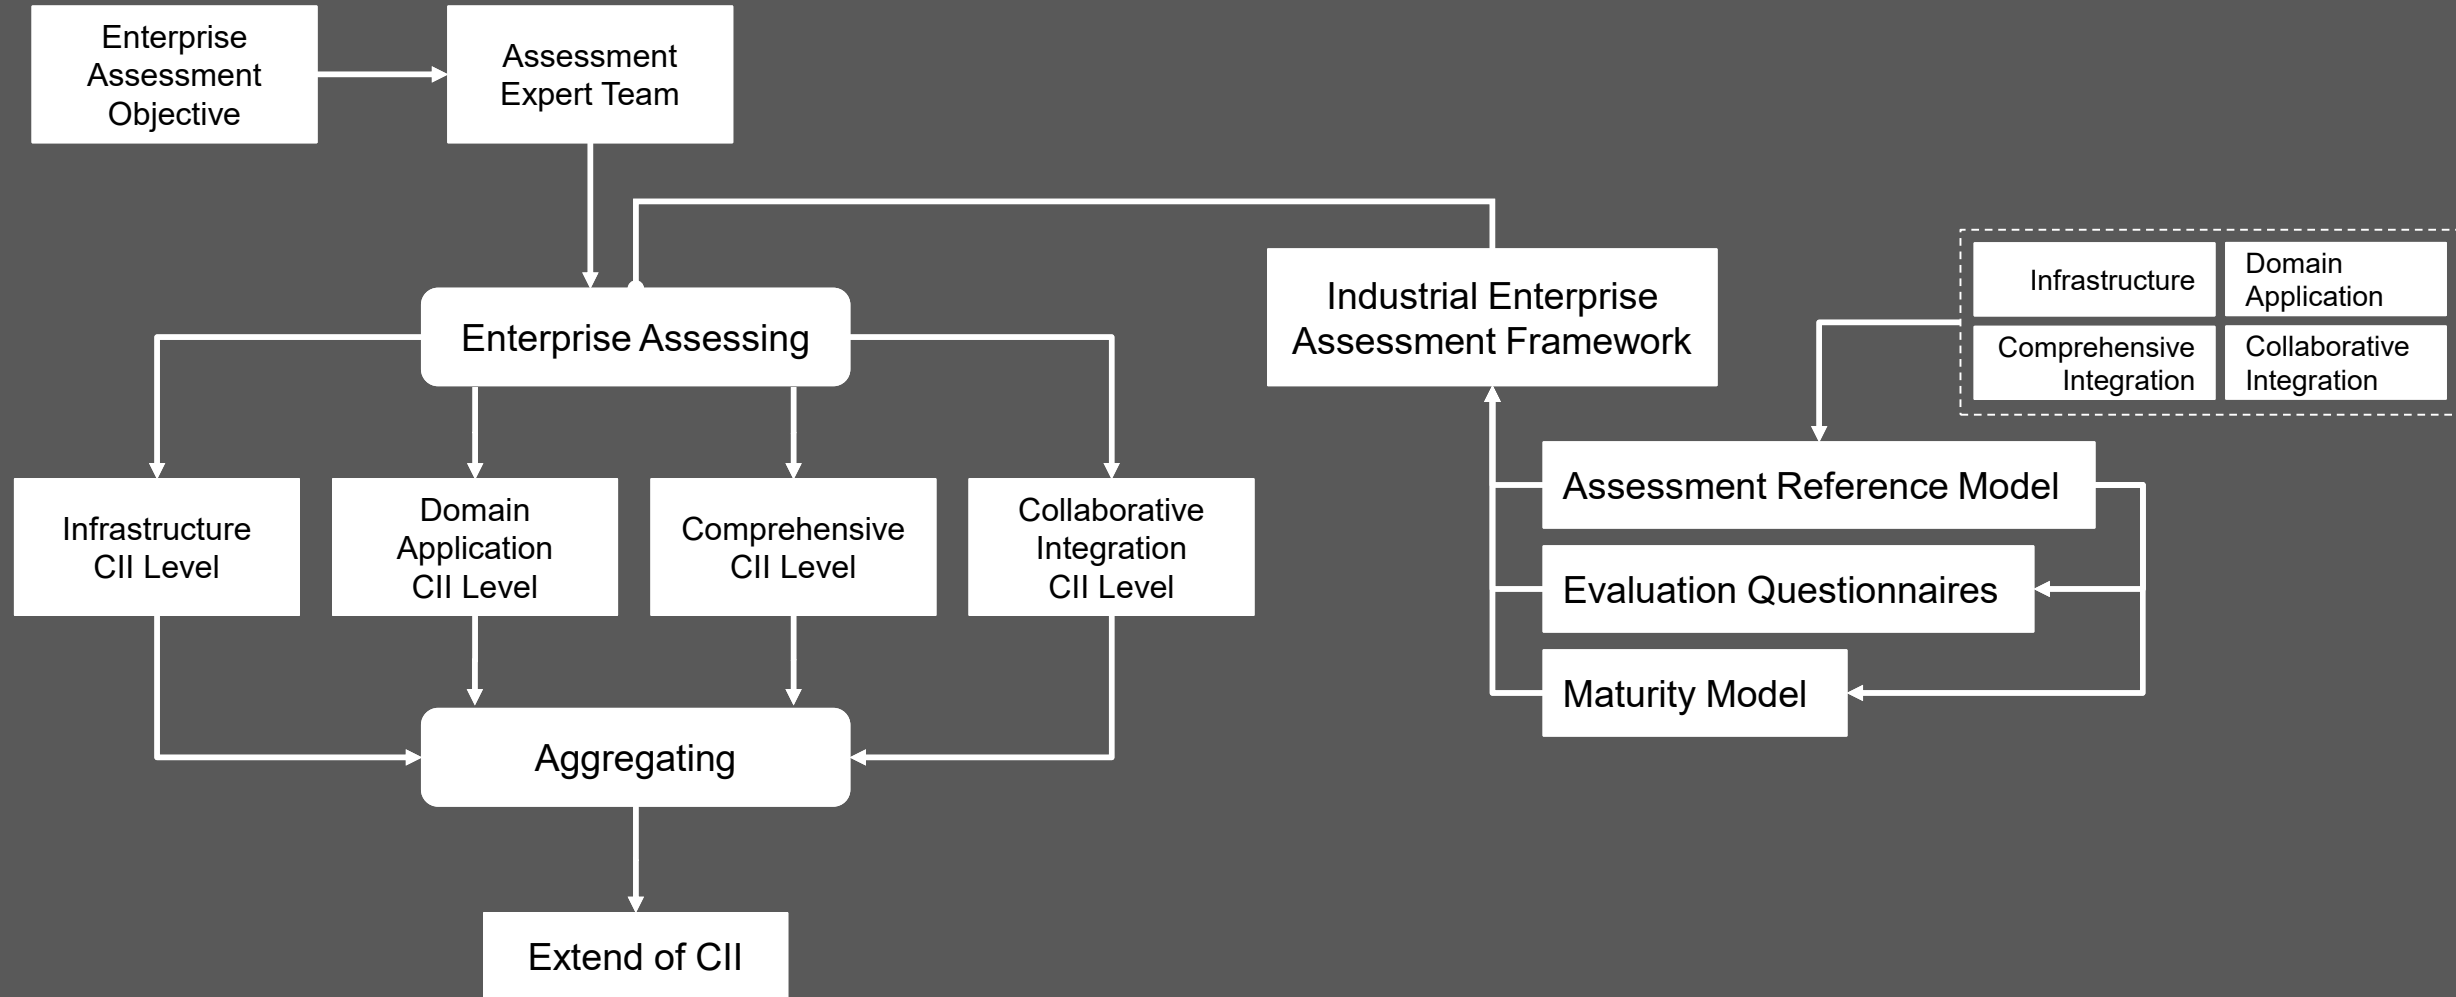 Enterprise
Assessment
Objective
Assessment
Expert Team
Enterprise Assessing
Infrastructure
CII Level
Domain
Application
CII Level
Comprehensive
CII Level
Collaborative
Integration
CII Level
Aggregating
Extend of CII
Industrial Enterprise
Assessment Framework
Infrastructure
Domain
Application
Comprehensive
Integration
Collaborative
Integration
Assessment Reference Model
Evaluation Questionnaires
Maturity Model